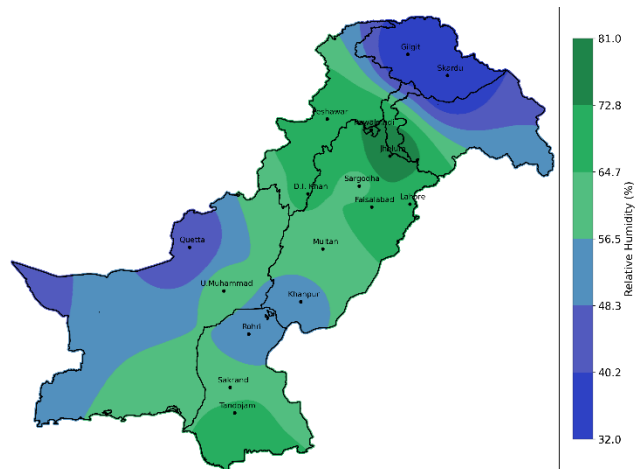 Gilgit
Skardu
Peshawar
Rawalpindi
Jhelum
D.I. Khan
Sargodha
Faisalabad
Lahore
Quetta
Multan
U.Muhammad
Khanpur
Rohri
Sakrand
Tandojam
81.0
72.8
64.7
56.5
48.3
40.2
32.0
Relative Humidity (%)